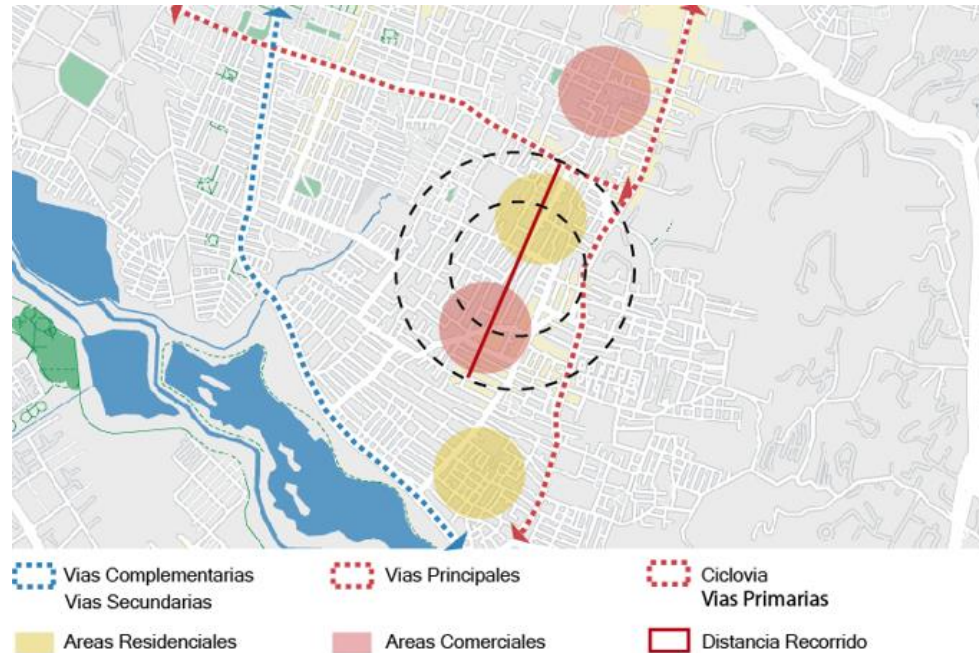 Vias Complementarias
Vias Secundarias
Vias Principales
Ciclovia
Vias Primarias
Areas Residenciales
Areas Comerciales
Distancia Recorrido